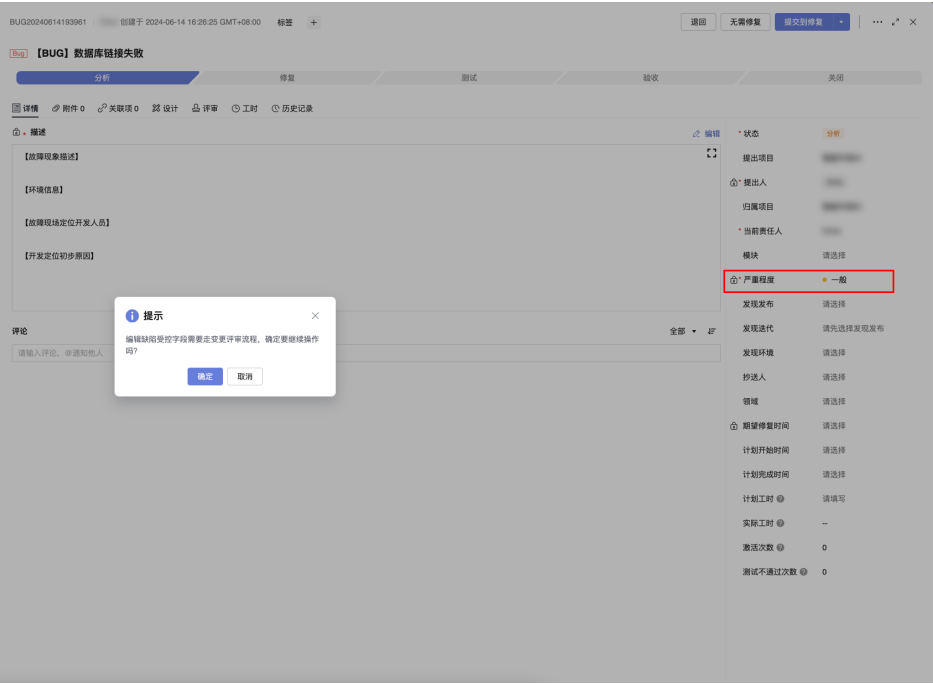 BUG20240614193961 创建于 2024-06-14 16:26:25 GMT+08:00 标签 + 退回 无需修复 提交到修复
Bug 【BUG】数据库链接失败
分析 修复 测试 验收 关闭
详情 附件 0 关联项 0 设计 评审 工时 历史记录
* 描述 编辑
【故障现象描述】
【环境信息】
【故障现场定位开发人员】
【开发定位初步原因】
提示
编辑缺陷受控字段需要走变更评审流程，确定要继续操作
吗?
确定 取消
评论 全部
请输入评论，@通知他人
* 状态 分析
提出项目
* 提出人
归属项目
* 当前责任人
模块 请选择
* 严重程度 一般
发现发布 请选择
发现迭代 请先选择发现发布
发现环境 请选择
抄送人 请选择
领域 请选择
期望修复时间 请选择
计划开始时间 请选择
计划完成时间 请选择
计划工时 请填写
实际工时 --
激活次数 0
测试不通过次数 0